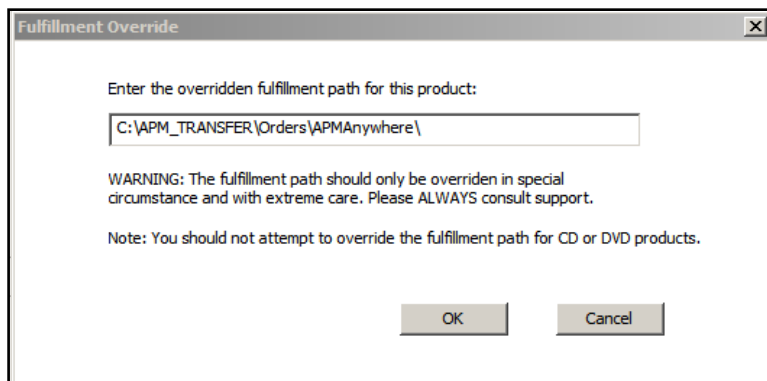 Fulfillment Override
Enter the overridden fulfillment path for this product:
C:\APM_TRANSFER\Orders\APMAnywhere\
WARNING: The fulfillment path should only be overriden in special
circumstance and with extreme care. Please ALWAYS consult support.
Note: You should not attempt to override the fulfillment path for CD or DVD products.
OK
Cancel